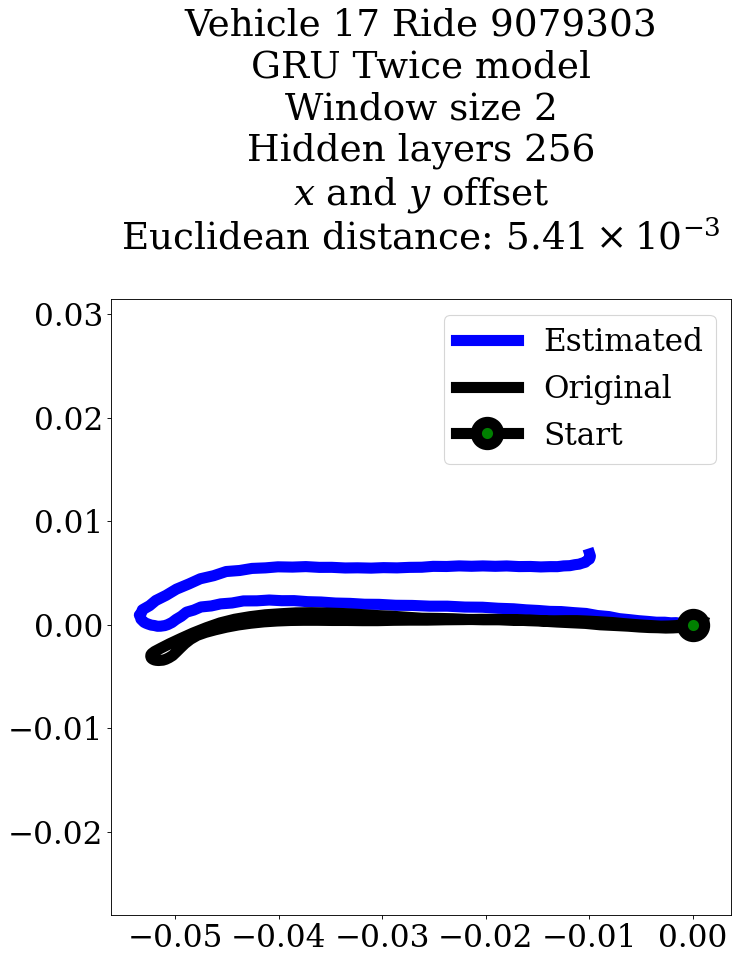 Vehicle 17 Ride 9079303
GRU Twice model
Window size 2
Hidden layers 256
x and y offset
Euclidean distance: 5.41 × 10⁻³
Estimated
Original
Start
0.03
0.02
0.01
0.00
−0.01
−0.02
−0.05 −0.04 −0.03 −0.02 −0.01 0.00